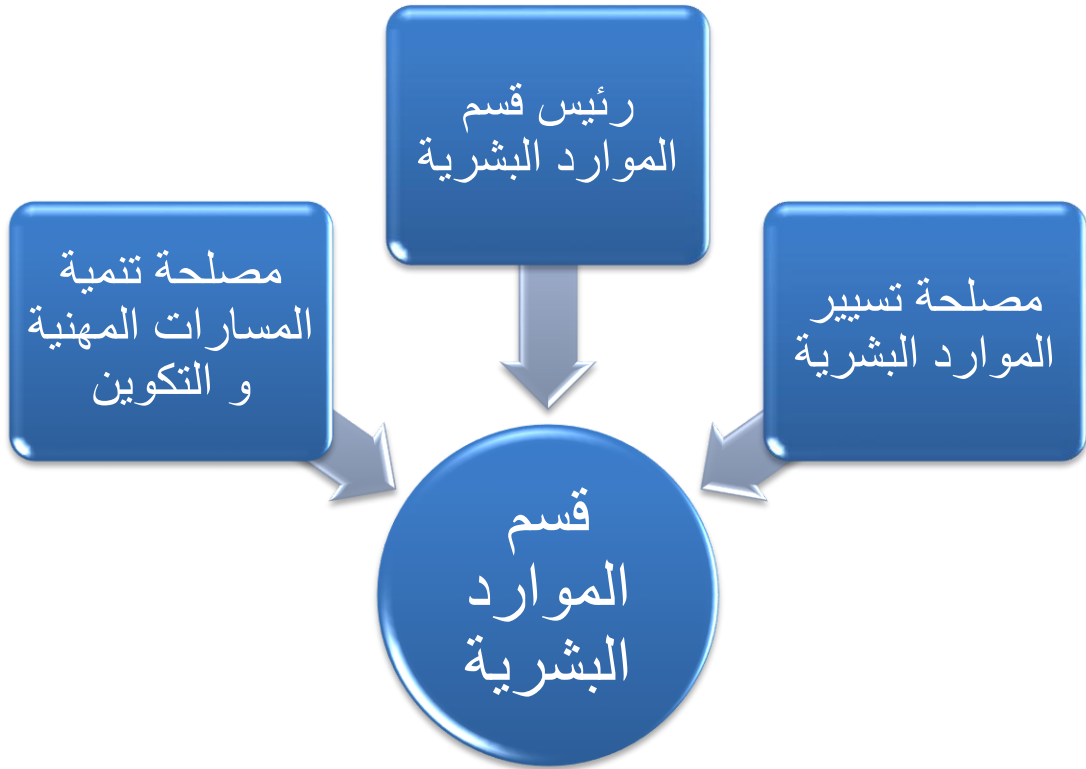 رئيس قسم
الموارد البشرية
مصلحة تسيير
الموارد البشرية
مصلحة تنمية
المسارات المهنية
و التكوين
قسم
الموارد
البشرية